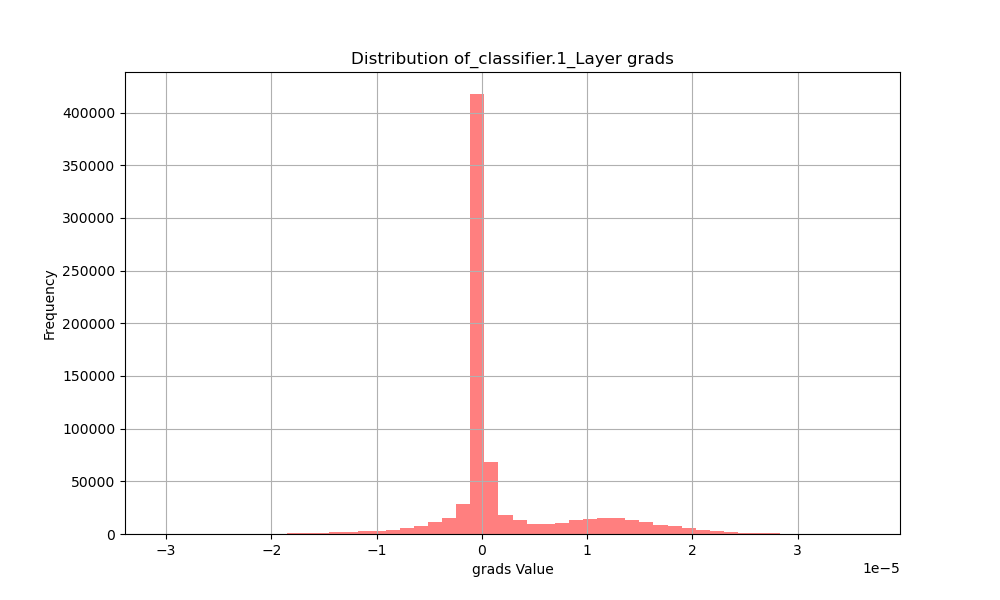 Distribution of_classifier.1_Layer grads
Frequency
400000
350000
300000
250000
200000
150000
100000
50000
0
−3 −2 −1 0 1 2 3
1e−5
grads Value